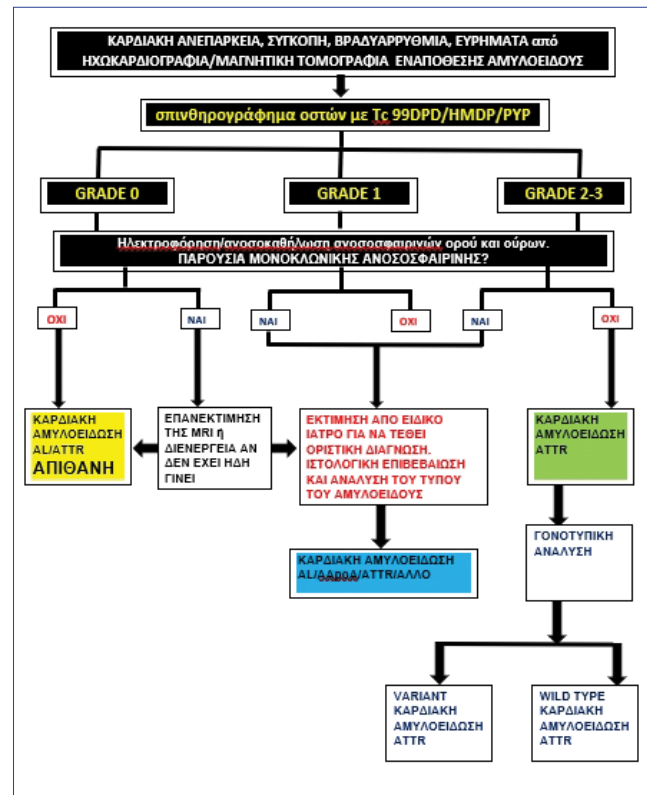 ΚΑΡΔΙΑΚΗ ΑΝΕΠΑΡΚΕΙΑ, ΣΥΓΚΟΠΗ, ΒΡΑΔΥΑΡΡΥΘΜΙΑ, ΕΥΡΗΜΑΤΑ από
ΗΧΩΚΑΡΔΙΟΓΡΑΦΙΑ/ΜΑΓΝΗΤΙΚΗ ΤΟΜΟΓΡΑΦΙΑ ΕΝΑΠΟΘΕΣΗΣ ΑΜΥΛΟΕΙΔΟΥΣ
σπινθηρογράφημα οστών με Tc 99DPD/HMDP/PYP
GRADE 0
GRADE 1
GRADE 2-3
Ηλεκτροφόρηση/ανοσοκαθήλωση ανοσοσφαιρινών ορού και ούρων.
ΠΑΡΟΥΣΙΑ ΜΟΝΟΚΛΩΝΙΚΗΣ ΑΝΟΣΟΣΦΑΙΡΙΝΗΣ?
ΟΧΙ
ΝΑΙ
ΝΑΙ
ΟΧΙ
ΝΑΙ
ΟΧΙ
ΚΑΡΔΙΑΚΗ
ΑΜΥΛΟΕΙΔΩΣΗ
AL/ATTR
ΑΠΙΘΑΝΗ
ΕΠΑΝΕΚΤΙΜΗΣΗ
ΤΗΣ MRI ή
ΔΙΕΝΕΡΓΕΙΑ ΑΝ
ΔΕΝ ΕΧΕΙ ΗΔΗ
ΓΙΝΕΙ
ΕΚΤΙΜΗΣΗ ΑΠΟ ΕΙΔΙΚΟ
ΙΑΤΡΟ ΓΙΑ ΝΑ ΤΕΘΕΙ
ΟΡΙΣΤΙΚΗ ΔΙΑΓΝΩΣΗ.
ΙΣΤΟΛΟΓΙΚΗ ΕΠΙΒΕΒΑΙΩΣΗ
ΚΑΙ ΑΝΑΛΥΣΗ ΤΟΥ ΤΥΠΟΥ
ΤΟΥ ΑΜΥΛΟΕΙΔΟΥΣ
ΚΑΡΔΙΑΚΗ
ΑΜΥΛΟΕΙΔΩΣΗ
ATTR
ΚΑΡΔΙΑΚΗ ΑΜΥΛΟΕΙΔΩΣΗ
AL/AApoA/ATTR/ΑΛΛΟ
ΓΟΝΟΤΥΠΙΚΗ
ΑΝΑΛΥΣΗ
VARIANT
ΚΑΡΔΙΑΚΗ
ΑΜΥΛΟΕΙΔΩΣΗ
ATTR
WILD TYPE
ΚΑΡΔΙΑΚΗ
ΑΜΥΛΟΕΙΔΩΣΗ
ATTR